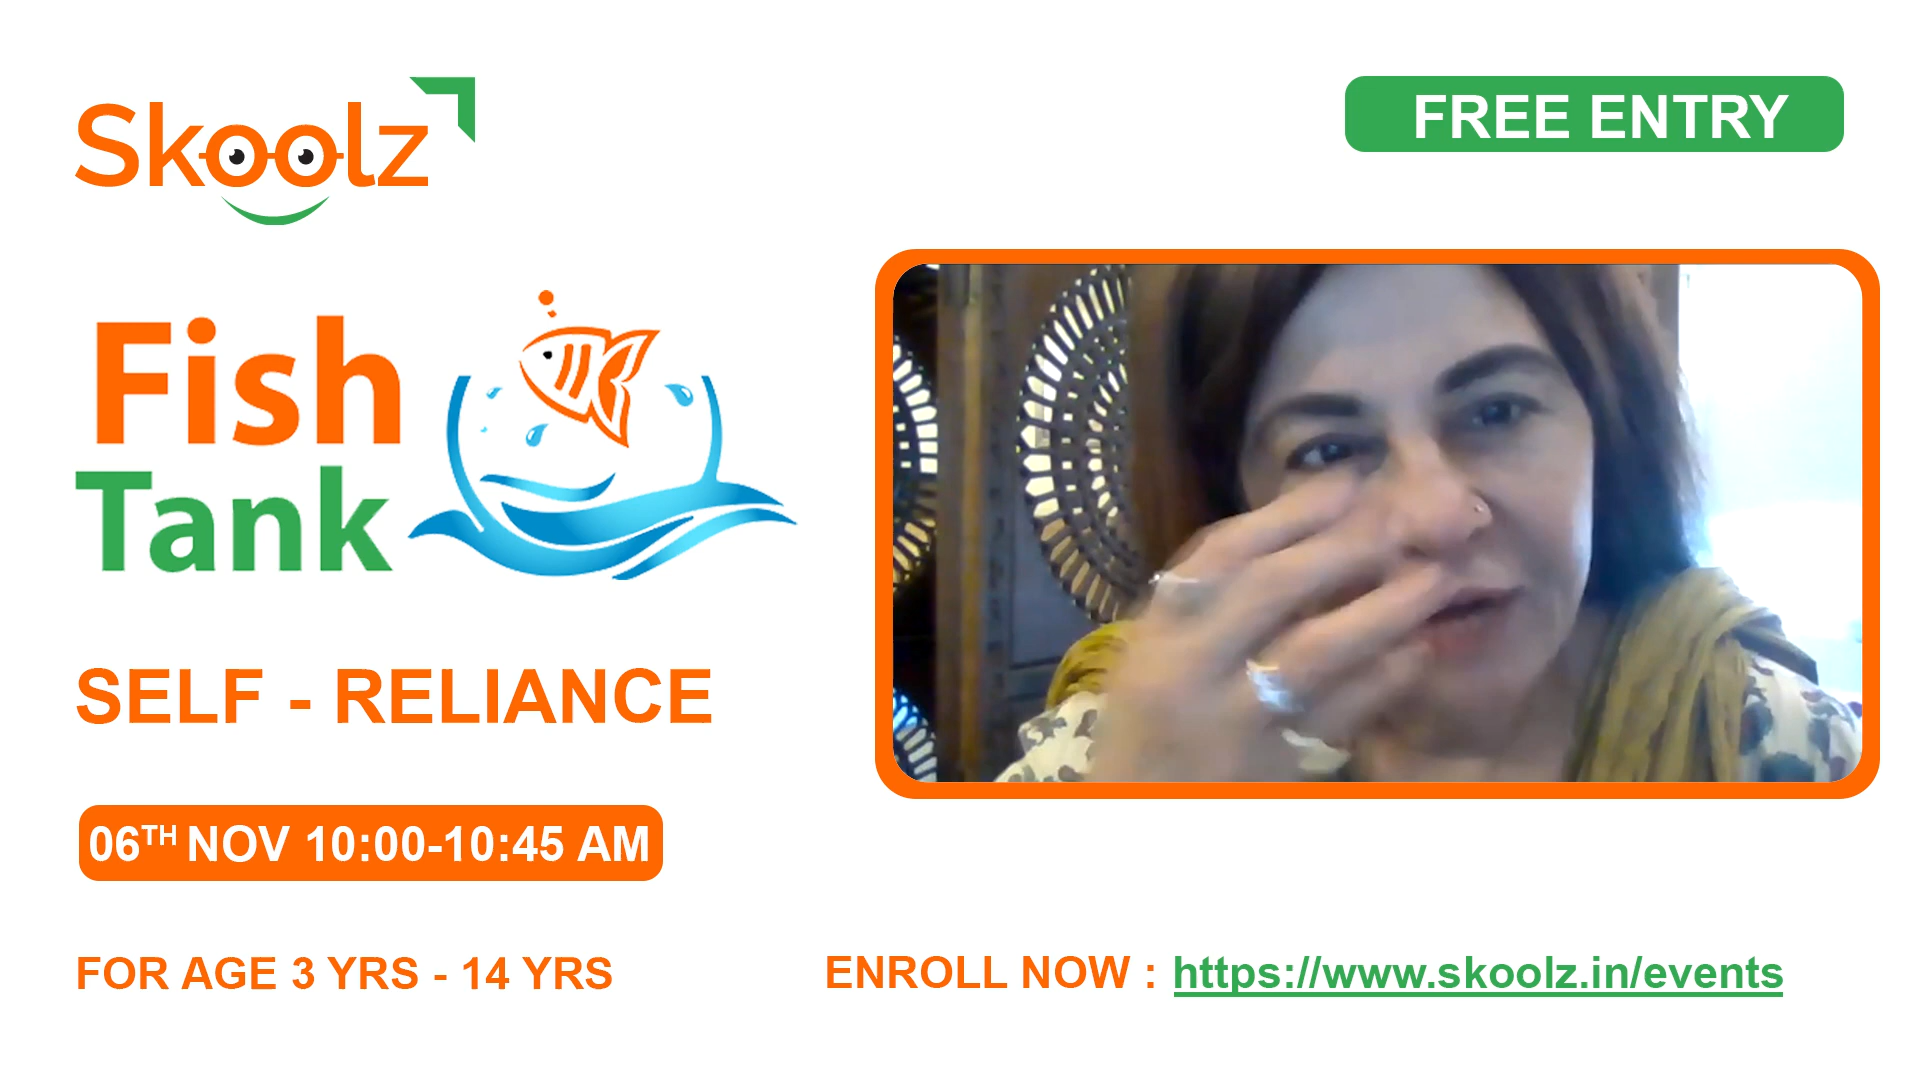 Skoolz
FREE ENTRY
Fish
Tank
SELF - RELIANCE
06TH NOV 10:00-10:45 AM
FOR AGE 3 YRS - 14 YRS
ENROLL NOW : https://www.skoolz.in/events